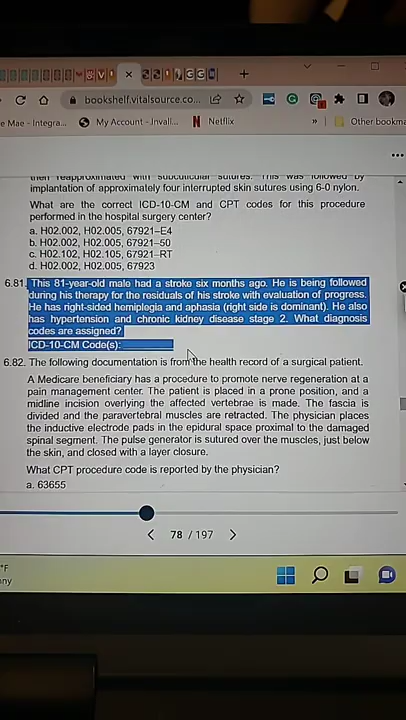 bookshelf.vitalsource.co...
e Mae - Integra...
My Account - Invall...
Netflix
»
Other bookma
then reapproximated with subcuticular sutures. This was followed by
implantation of approximately four interrupted skin sutures using 6-0 nylon.
What are the correct ICD-10-CM and CPT codes for this procedure
performed in the hospital surgery center?
a. H02.002, H02.005, 67921-E4
b. H02.002, H02.005, 67921-50
c. H02.102, H02.105, 67921-RT
d. H02.002, H02.005, 67923
6.81. This 81-year-old male had a stroke six months ago. He is being followed
during his therapy for the residuals of his stroke with evaluation of progress.
He has right-sided hemiplegia and aphasia (right side is dominant). He also
has hypertension and chronic kidney disease stage 2. What diagnosis
codes are assigned?
ICD-10-CM Code(s):
6.82. The following documentation is from the health record of a surgical patient.
A Medicare beneficiary has a procedure to promote nerve regeneration at a
pain management center. The patient is placed in a prone position, and a
midline incision overlying the affected vertebrae is made. The fascia is
divided and the paravertebral muscles are retracted. The physician places
the inductive electrode pads in the epidural space proximal to the damaged
spinal segment. The pulse generator is sutured over the muscles, just below
the skin, and closed with a layer closure.
What CPT procedure code is reported by the physician?
a. 63655
78 / 197
°F
ny